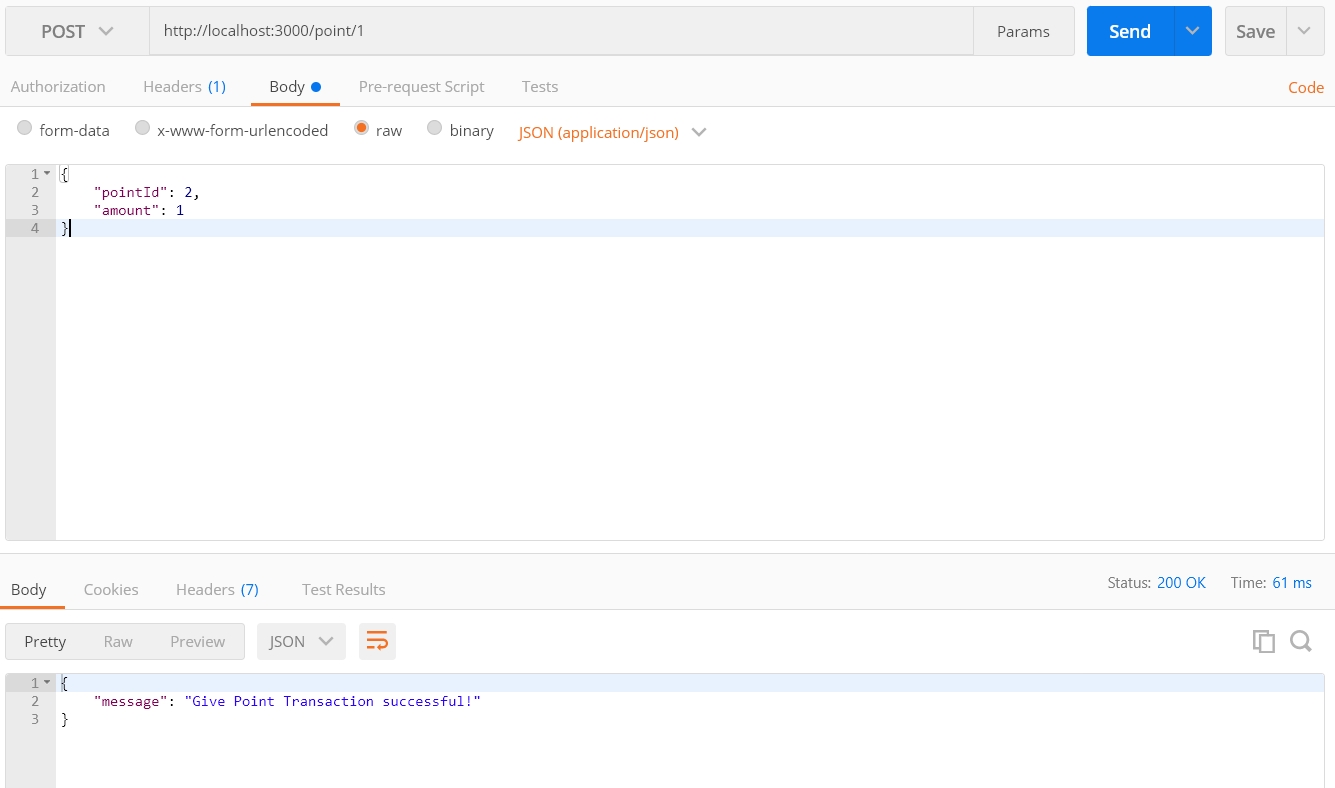 POST http://localhost:3000/point/1 Params Send Save
Authorization Headers (1) Body Pre-request Script Tests Code
form-data x-www-form-urlencoded raw binary JSON (application/json)
1 {
2 "pointId": 2,
3 "amount": 1
4 }
Body Cookies Headers (7) Test Results Status: 200 OK Time: 61 ms
Pretty Raw Preview JSON
1 {
2 "message": "Give Point Transaction successful!"
3 }